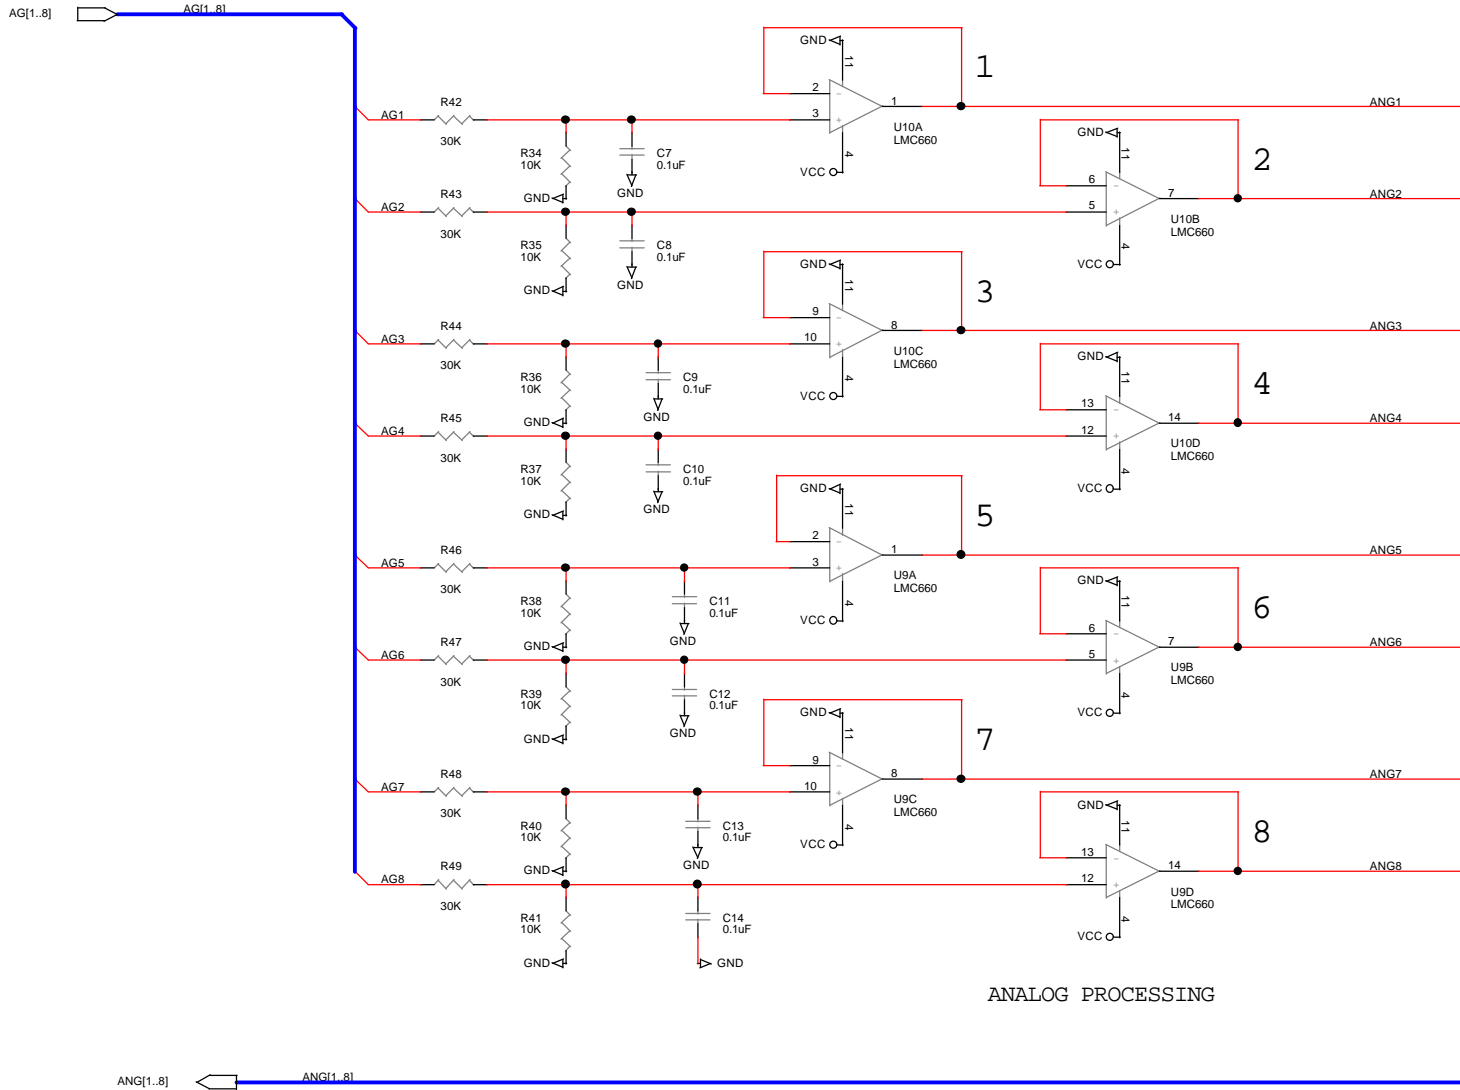 AG[1..8]
AG[1..8]
GND
11
1
2
1
AG1
R42
3
ANG1
30K
U10A
LMC660
GND
11
2
R34
10K
C7
0.1uF
4
VCC
6
GND
GND
7
AG2
R43
5
ANG2
30K
U10B
LMC660
R35
10K
C8
0.1uF
4
GND
11
VCC
GND
GND
3
9
8
AG3
R44
10
ANG3
30K
U10C
LMC660
GND
11
4
R36
10K
C9
0.1uF
4
VCC
13
GND
GND
14
AG4
R45
12
ANG4
30K
U10D
LMC660
R37
10K
C10
0.1uF
4
GND
11
VCC
GND
GND
5
2
1
AG5
R46
3
ANG5
30K
U9A
LMC660
GND
11
6
R38
10K
C11
0.1uF
4
VCC
6
GND
GND
7
AG6
R47
5
ANG6
30K
U9B
LMC660
R39
10K
C12
0.1uF
4
GND
11
VCC
GND
GND
7
9
8
AG7
R48
10
ANG7
30K
U9C
LMC660
GND
11
8
R40
10K
C13
0.1uF
4
VCC
13
GND
GND
14
AG8
R49
12
ANG8
30K
U9D
LMC660
R41
10K
C14
0.1uF
4
VCC
GND
GND
ANALOG PROCESSING
ANG[1..8]
ANG[1..8]